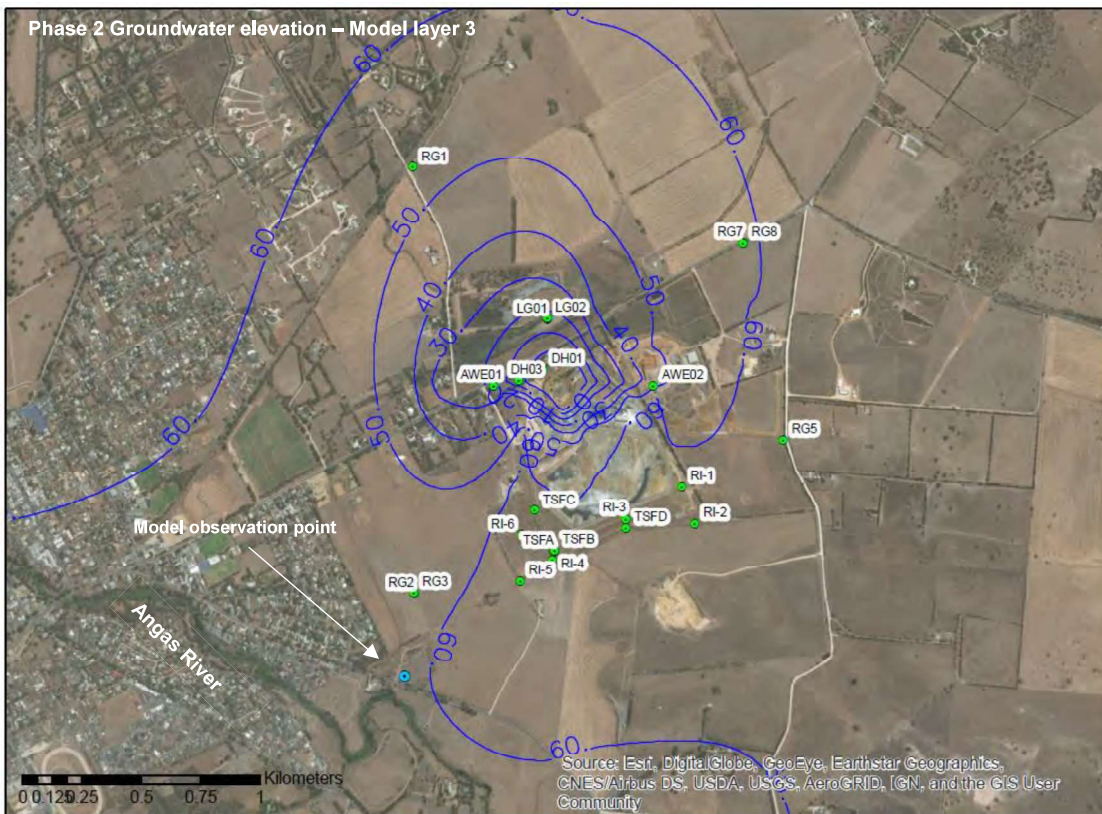 Phase 2 Groundwater elevation – Model layer 3
60.
60.
60.
RG1
50.
RG7 RG8
60
40.
50.
LG01 LG02
30.
40.
60.
DH01
DH03
AWE01
AWE02
60
50
RG5
RI-1
TSFC
RI-3
RI-2
RI-6
TSFD
Model observation point
TSFA TSFB
RI-4
RI-5
RG2 RG3
Angas River
60.
60.
Source: Esri, DigitalGlobe, GeoEye, Earthstar Geographics,
CNES/Airbus DS, USDA, USGS, AeroGRID, IGN, and the GIS User
Community
Kilometers
0 0.125 0.25 0.5 0.75 1